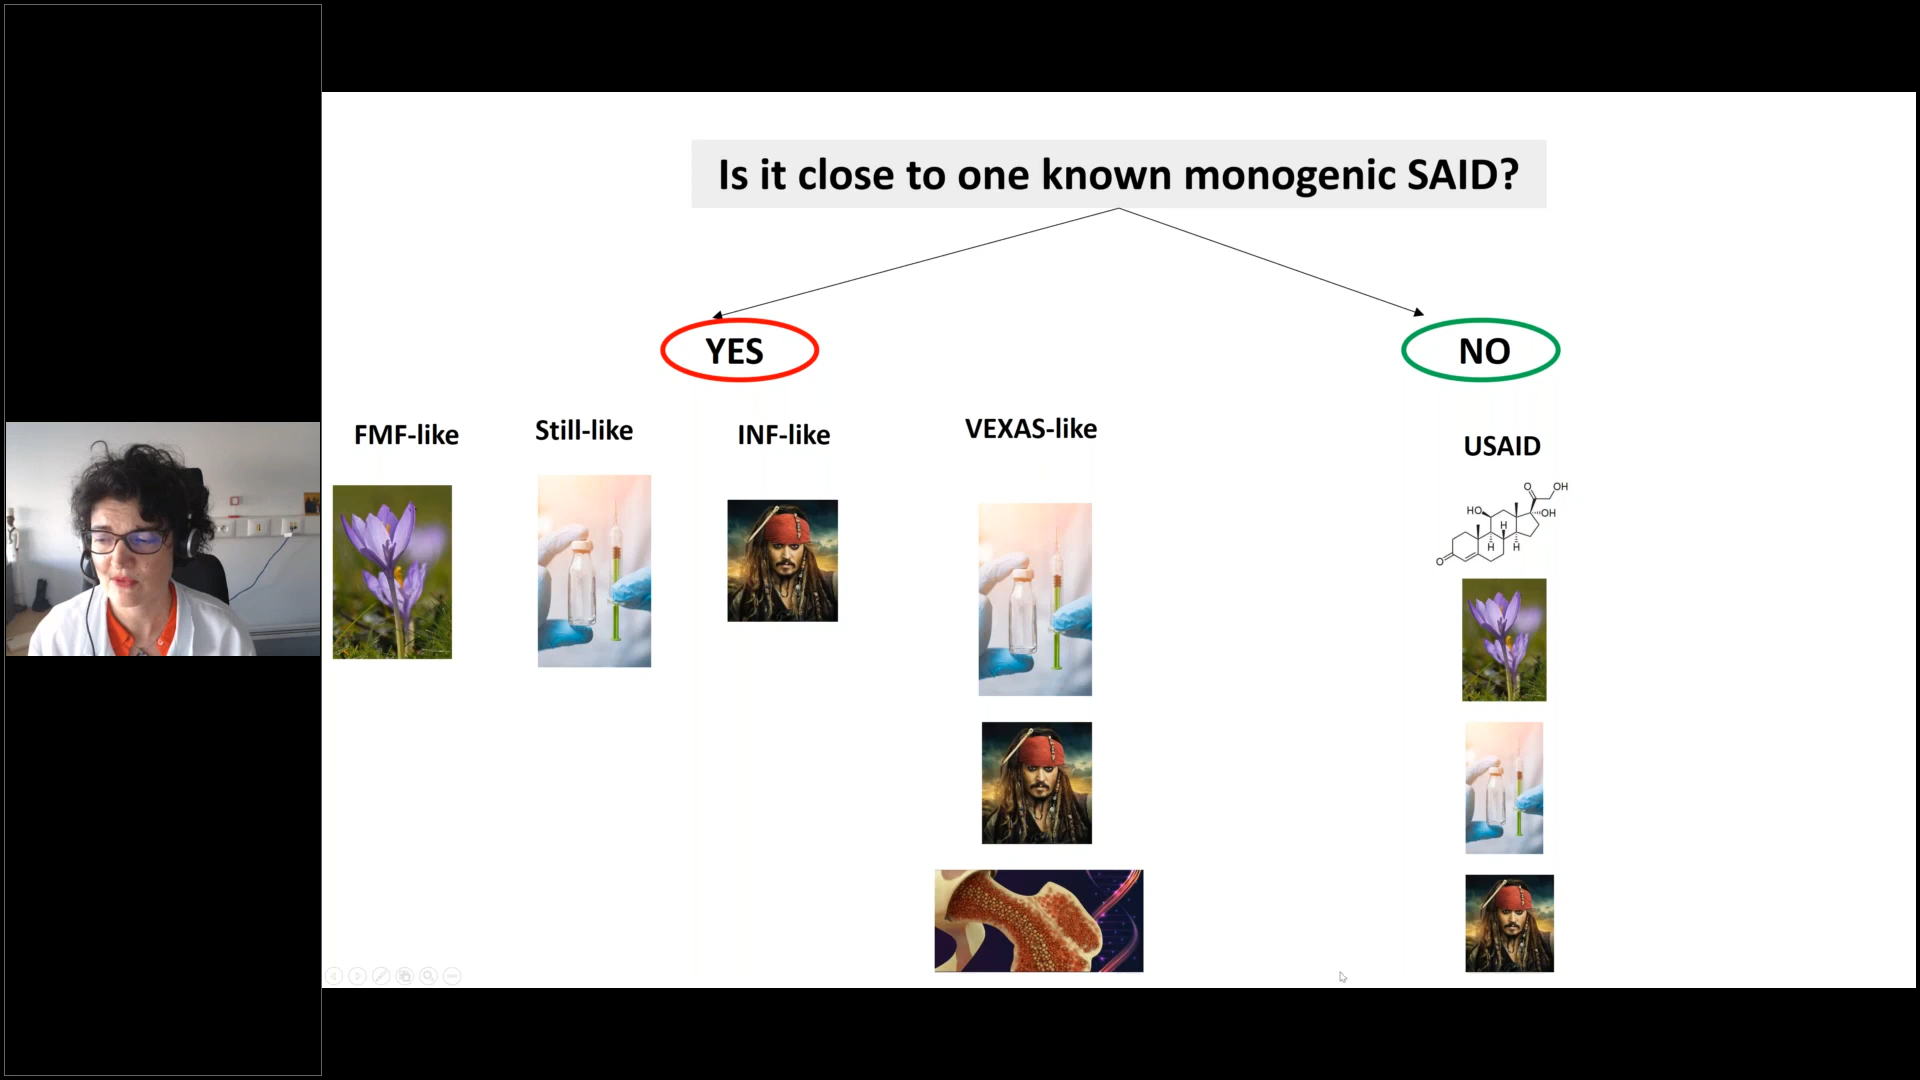 Is it close to one known monogenic SAID?
YES
NO
FMF-like
Still-like
INF-like
VEXAS-like
USAID
O
OH
HO
OH
H
H
H
O